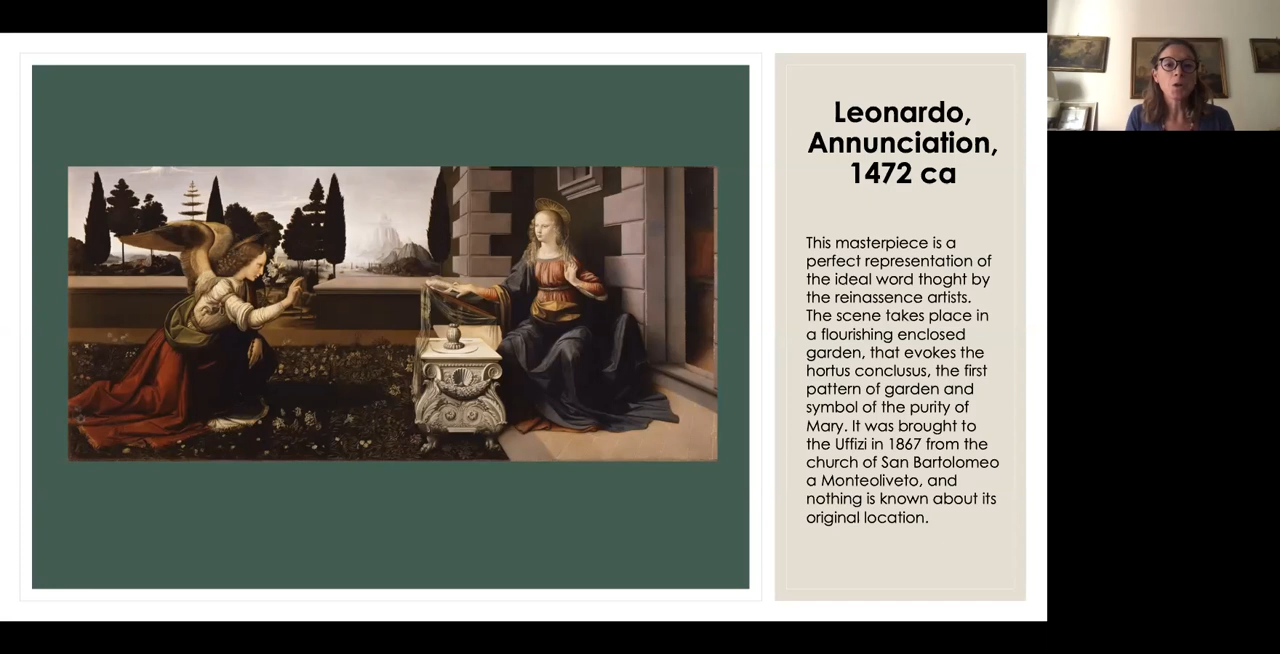 Leonardo,
Annunciation,
1472 ca
This masterpiece is a
perfect representation of
the ideal word thoght by
the reinassence artists.
The scene takes place in
a flourishing enclosed
garden, that evokes the
hortus conclusus, the first
pattern of garden and
symbol of the purity of
Mary. It was brought to
the Uffizi in 1867 from the
church of San Bartolomeo
a Monteoliveto, and
nothing is known about its
original location.